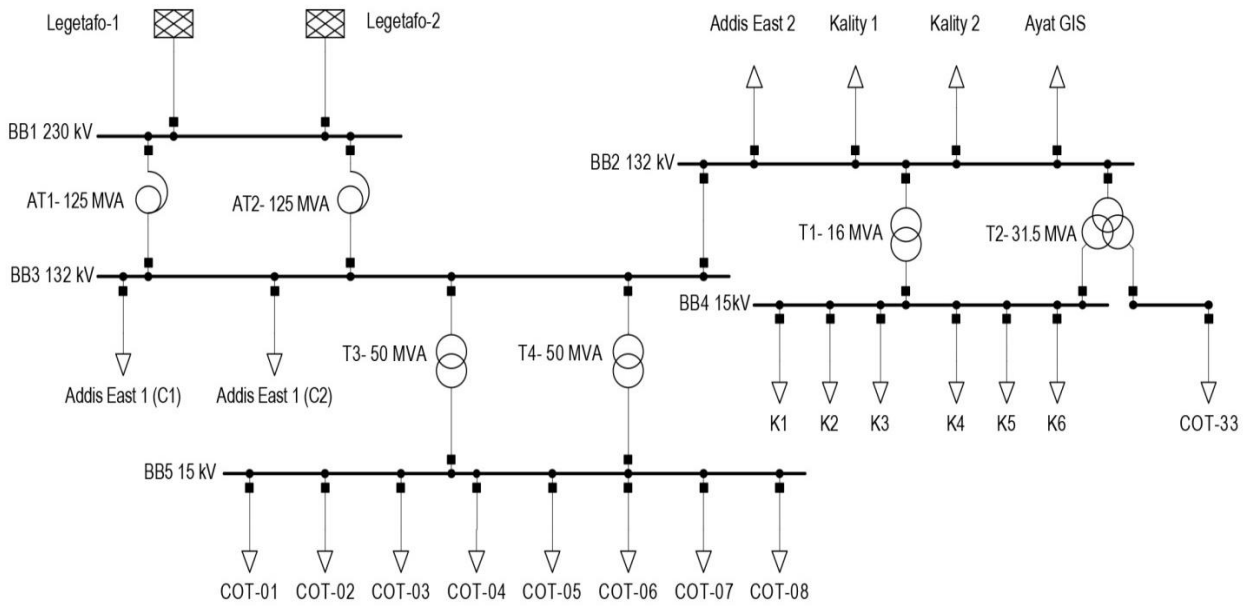 Legetafo-1
Legetafo-2
Addis East 2
Kality 1
Kality 2
Ayat GIS
BB1 230 kV
BB2 132 kV
AT1- 125 MVA
AT2- 125 MVA
T1- 16 MVA
T2- 31.5 MVA
BB3 132 kV
BB4 15kV
T3- 50 MVA
T4- 50 MVA
Addis East 1 (C1)
Addis East 1 (C2)
K1
K2
K3
K4
K5
K6
COT-33
BB5 15 kV
COT-01
COT-02
COT-03
COT-04
COT-05
COT-06
COT-07
COT-08